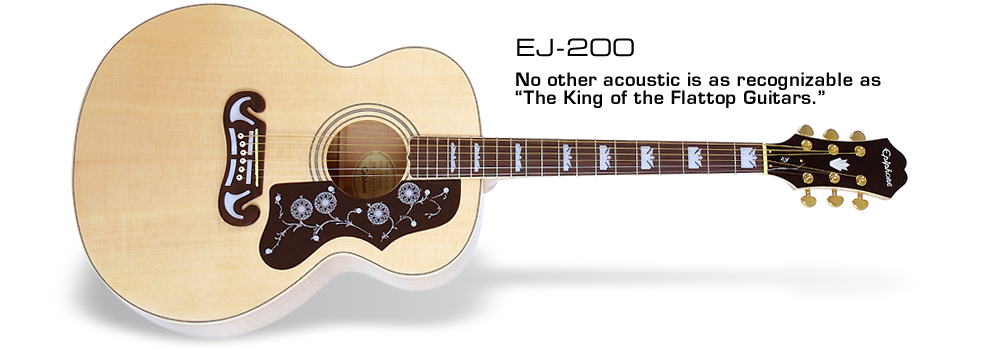 EJ-200
No other acoustic is as recognizable as
“The King of the Flattop Guitars.”
Epiphone